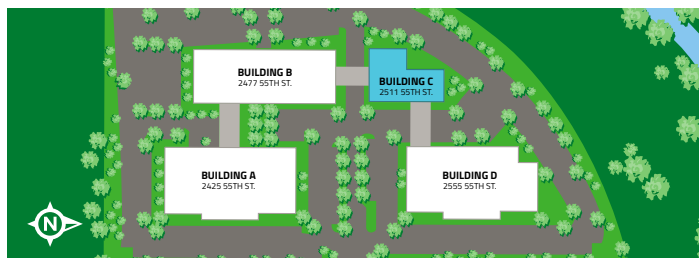 BUILDING B
2477 55TH ST.
BUILDING C
2511 55TH ST.
BUILDING A
2425 55TH ST.
BUILDING D
2555 55TH ST.
N